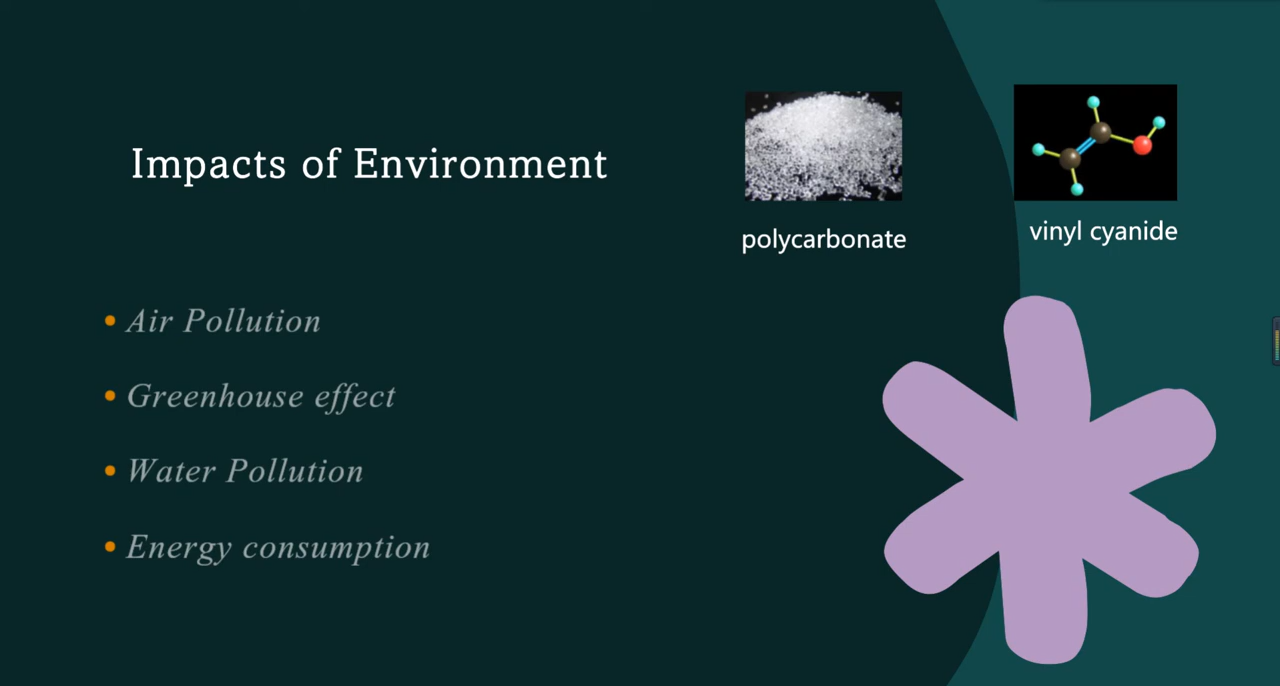 Impacts of Environment
polycarbonate
vinyl cyanide
Air Pollution
Greenhouse effect
Water Pollution
Energy consumption